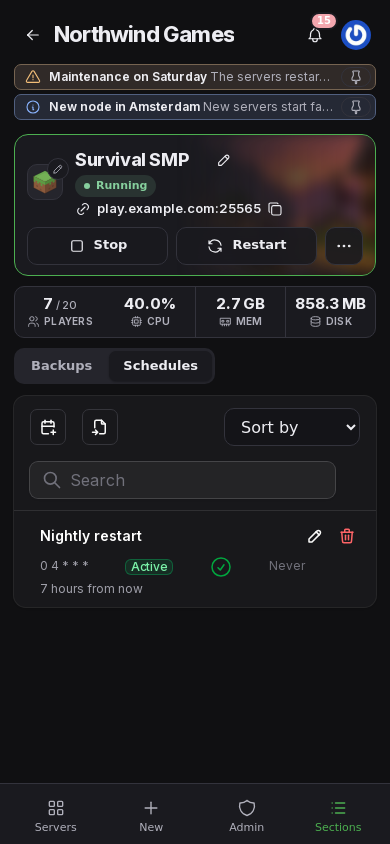 Northwind Games
15
Maintenance on Saturday The servers restar...
New node in Amsterdam New servers start fa...
Survival SMP
Running
play.example.com:25565
Stop
Restart
7 / 20
PLAYERS
40.0%
CPU
2.7 GB
MEM
858.3 MB
DISK
Backups
Schedules
Sort by
Search
Nightly restart
0 4 * * *
Active
Never
7 hours from now
Servers
New
Admin
Sections